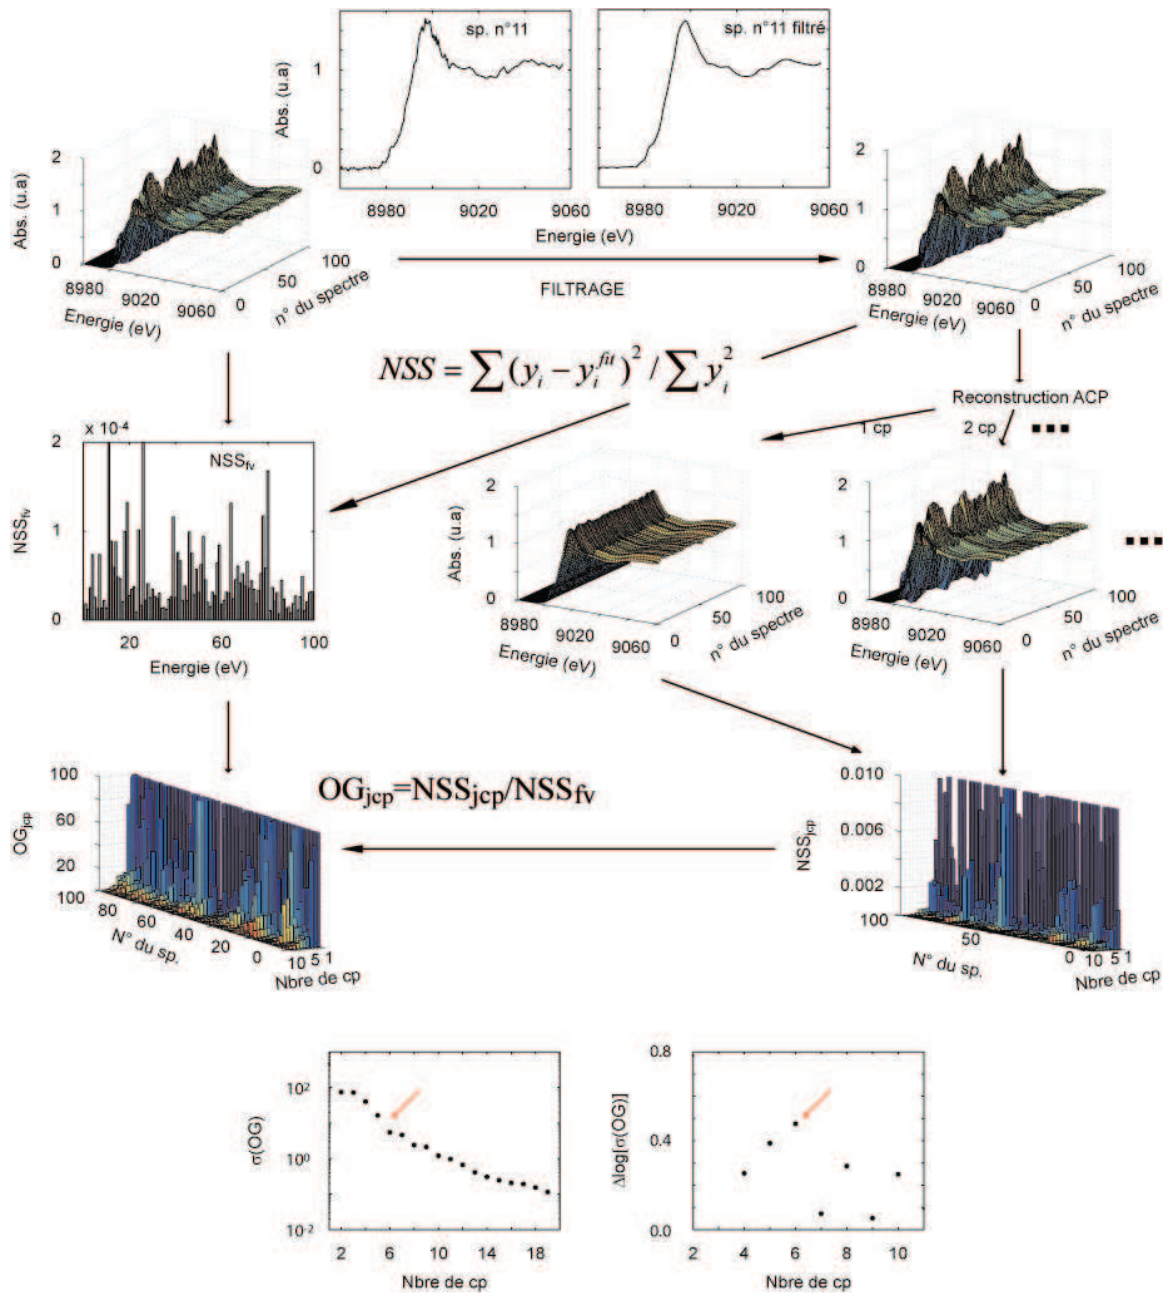 sp. n°11
sp. n°11 filtré
Abs. (u.a)
1
0
8980
9020
9060
8980
9020
9060
Energie (eV)
Abs. (u.a)
2
1
0
8980
9020
9060
Energie (eV)
0
50
100
n° du spectre
FILTRAGE
2
1
0
8980
9020
9060
Energie (eV)
0
50
100
n° du spectre
NSS = ∑ (y_i − y_i^fit)² / ∑ y_i²
Reconstruction ACP
1 cp
2 cp
x 10⁻⁴
NSS_fv
NSS_fv
2
1
0
20
60
100
Energie (eV)
Abs. (u.a)
2
1
0
8980
9020
9060
Energie (eV)
0
50
100
n° du spectre
2
1
0
8980
9020
9060
Energie (eV)
0
50
100
n° du spectre
OG_jcp
100
60
20
100
80
60
40
20
0
N° du sp.
10 5 1
Nbre de cp
OG_jcp=NSS_jcp/NSS_fv
NSS_jcp
0.010
0.006
0.002
100
50
0
N° du sp.
10 5 1
Nbre de cp
σ(OG)
10²
10⁰
10⁻²
2 6 10 14 18
Nbre de cp
Δlog[σ(OG)]
0.8
0.4
0.0
2 4 6 8 10
Nbre de cp